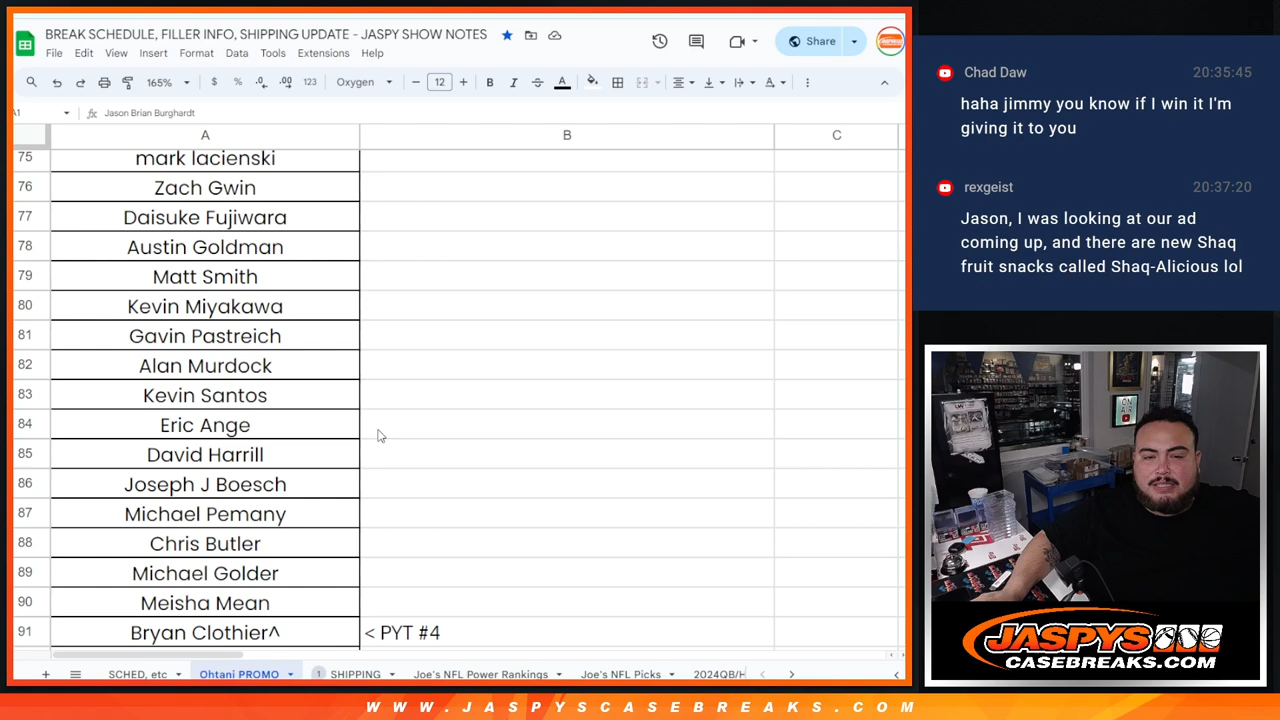 BREAK SCHEDULE, FILLER INFO, SHIPPING UPDATE - JASPY SHOW NOTES
File Edit View Insert Format Data Tools Extensions Help
Share
165% $ % .0 .00 123 Oxygen 12 B I A
A1 fx Jason Brian Burghardt
A B C
75 mark lacienski
76 Zach Gwin
77 Daisuke Fujiwara
78 Austin Goldman
79 Matt Smith
80 Kevin Miyakawa
81 Gavin Pastreich
82 Alan Murdock
83 Kevin Santos
84 Eric Ange
85 David Harrill
86 Joseph J Boesch
87 Michael Pemany
88 Chris Butler
89 Michael Golder
90 Meisha Mean
91 Bryan Clothier^ < PYT #4
SCHED, etc Ohtani PROMO 1 SHIPPING Joe's NFL Power Rankings Joe's NFL Picks 2024QB/H
Chad Daw 20:35:45
haha jimmy you know if I win it I'm
giving it to you
rexgeist 20:37:20
Jason, I was looking at our ad
coming up, and there are new Shaq
fruit snacks called Shaq-Alicious lol
ON
AIR
JASPYS
CASEBREAKS.COM
WWW.JASPYSCASEBREAKS.COM